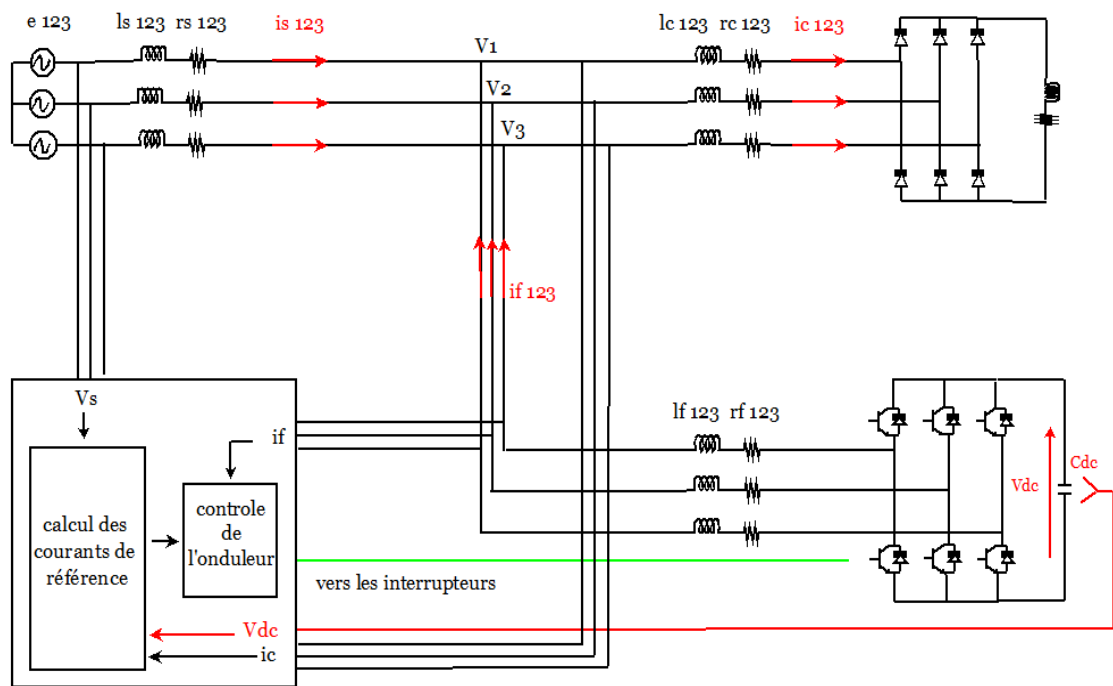 e 123
ls 123
rs 123
is 123
V1
V2
V3
lc 123
rc 123
ic 123
if 123
Vs
if
calcul des
courants de
référence
controle
de
l'onduleur
Vdc
ic
vers les interrupteurs
lf 123
rf 123
Vdc
Cdc